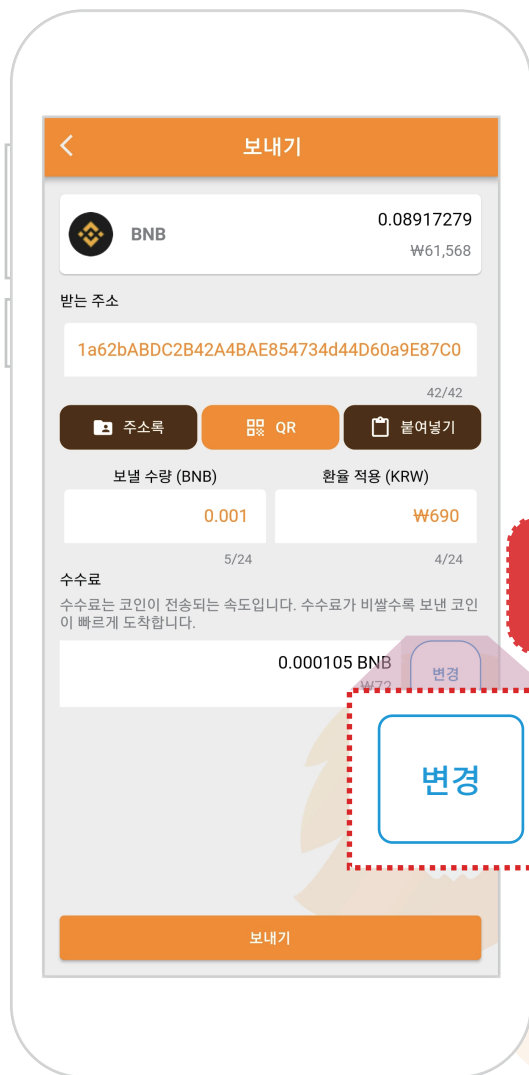 보내기
BNB
0.08917279
₩61,568
받는 주소
1a62bABDC2B42A4BAE854734d44D60a9E87C0
42/42
주소록
QR
붙여넣기
보낼 수량 (BNB)
환율 적용 (KRW)
0.001
₩690
5/24
4/24
수수료
수수료는 코인이 전송되는 속도입니다. 수수료가 비쌀수록 보낸 코인
이 빠르게 도착합니다.
0.000105 BNB
₩72
변경
변경
보내기